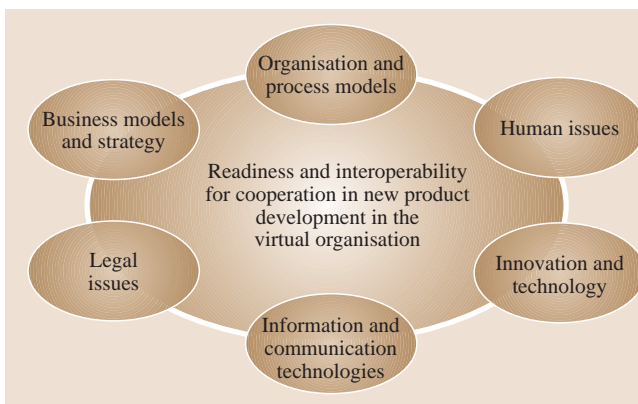 Organisation and
process models
Business models
and strategy
Human issues
Readiness and interoperability
for cooperation in new product
development in the
virtual organisation
Legal
issues
Innovation and
technology
Information and
communication
technologies